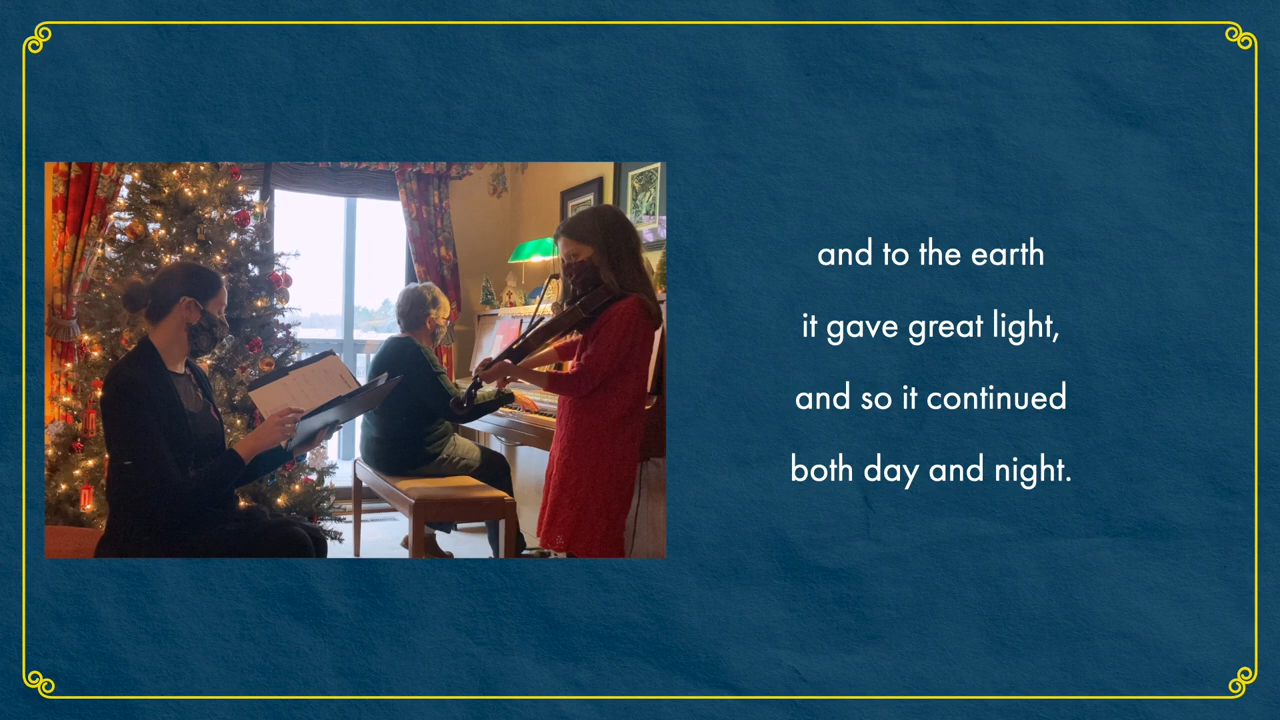 and to the earth
it gave great light,
and so it continued
both day and night.